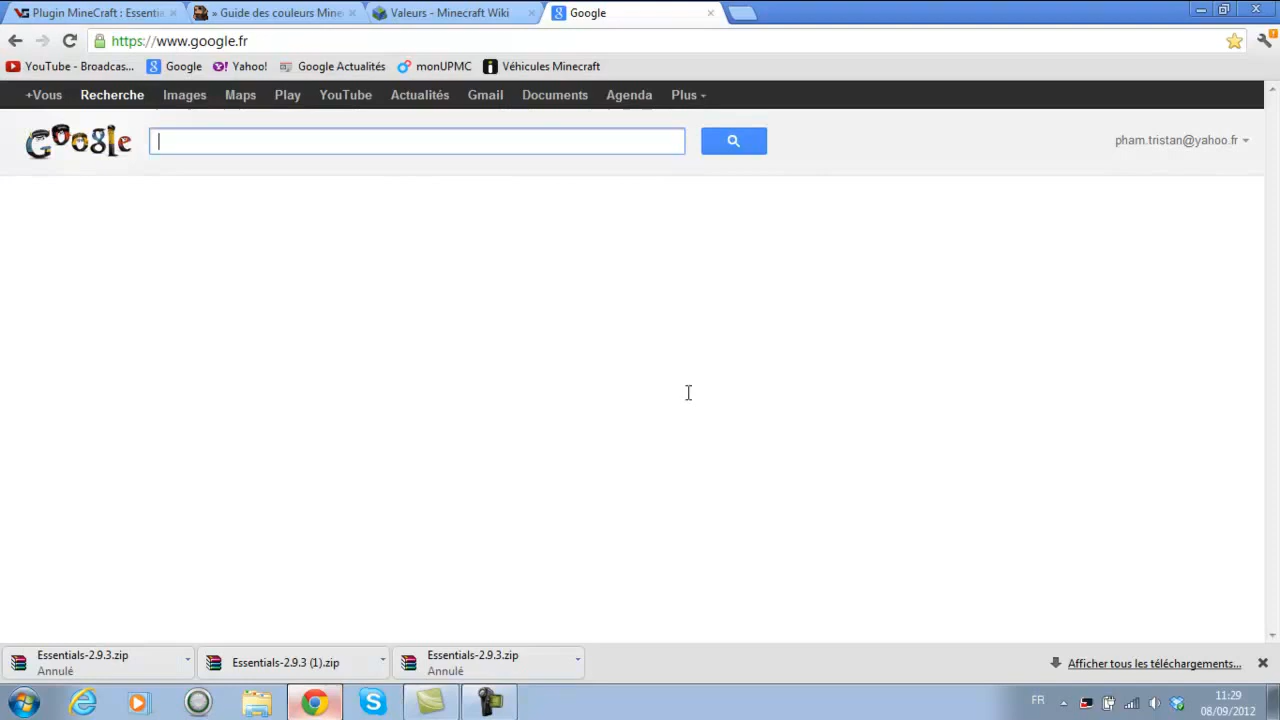 Plugin MineCraft : Essentia
» Guide des couleurs Mine
Valeurs - Minecraft Wiki
Google
https://www.google.fr
YouTube - Broadcas...
Google
Yahoo!
Google Actualités
monUPMC
Véhicules Minecraft
+Vous Recherche Images Maps Play YouTube Actualités Gmail Documents Agenda Plus
Google
pham.tristan@yahoo.fr
Essentials-2.9.3.zip
Annulé
Essentials-2.9.3 (1).zip
Essentials-2.9.3.zip
Annulé
Afficher tous les téléchargements...
FR
11:29
08/09/2012